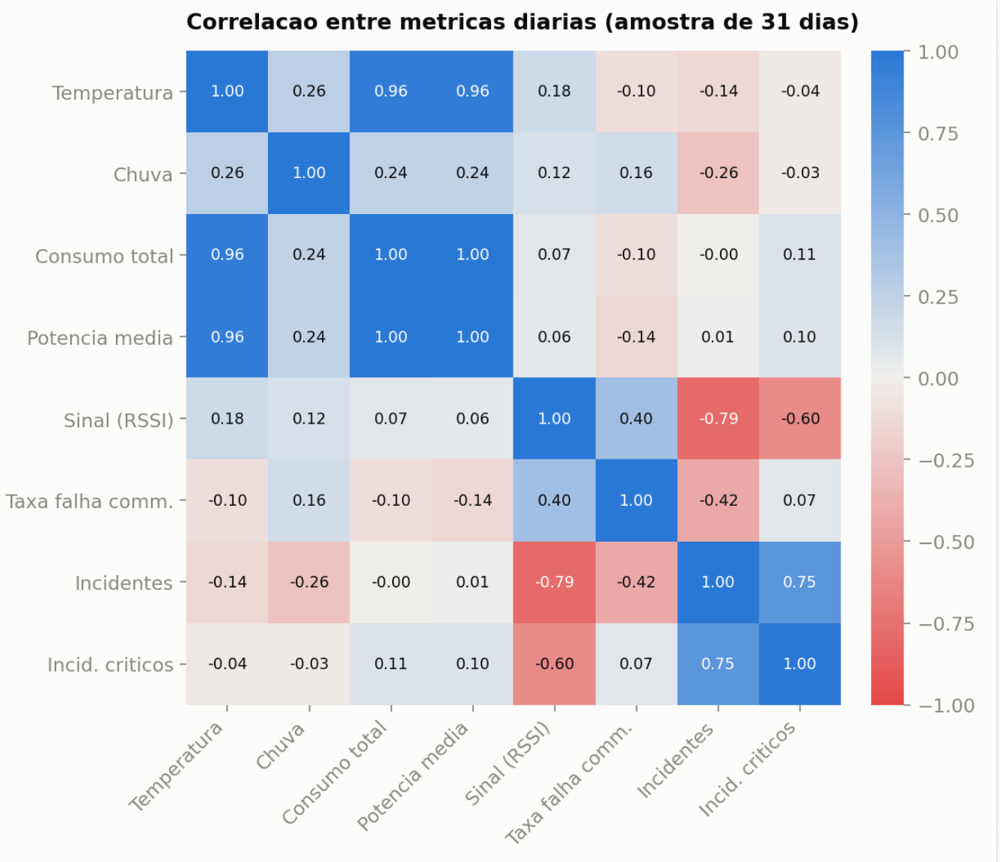 Correlacao entre metricas diarias (amostra de 31 dias)
Temperatura 1.00 0.26 0.96 0.96 0.18 -0.10 -0.14 -0.04
Chuva 0.26 1.00 0.24 0.24 0.12 0.16 -0.26 -0.03
Consumo total 0.96 0.24 1.00 1.00 0.07 -0.10 -0.00 0.11
Potencia media 0.96 0.24 1.00 1.00 0.06 -0.14 0.01 0.10
Sinal (RSSI) 0.18 0.12 0.07 0.06 1.00 0.40 -0.79 -0.60
Taxa falha comm. -0.10 0.16 -0.10 -0.14 0.40 1.00 -0.42 0.07
Incidentes -0.14 -0.26 -0.00 0.01 -0.79 -0.42 1.00 0.75
Incid. criticos -0.04 -0.03 0.11 0.10 -0.60 0.07 0.75 1.00
Temperatura
Chuva
Consumo total
Potencia media
Sinal (RSSI)
Taxa falha comm.
Incidentes
Incid. criticos
1.00
0.75
0.50
0.25
0.00
−0.25
−0.50
−0.75
−1.00